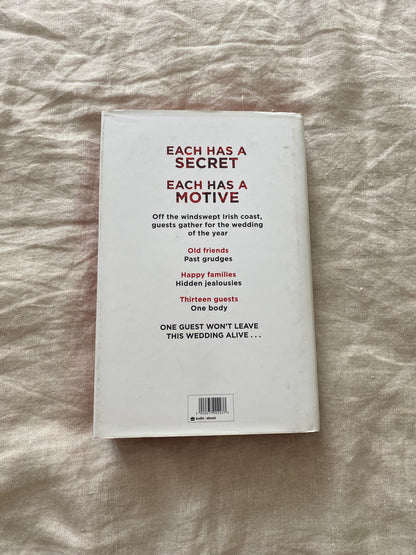 EACH HAS A
SECRET
EACH HAS A
MOTIVE
Off the windswept Irish coast,
guests gather for the wedding
of the year
Old friends
Past grudges
Happy families
Hidden jealousies
Thirteen guests
One body
ONE GUEST WON'T LEAVE
THIS WEDDING ALIVE . . .